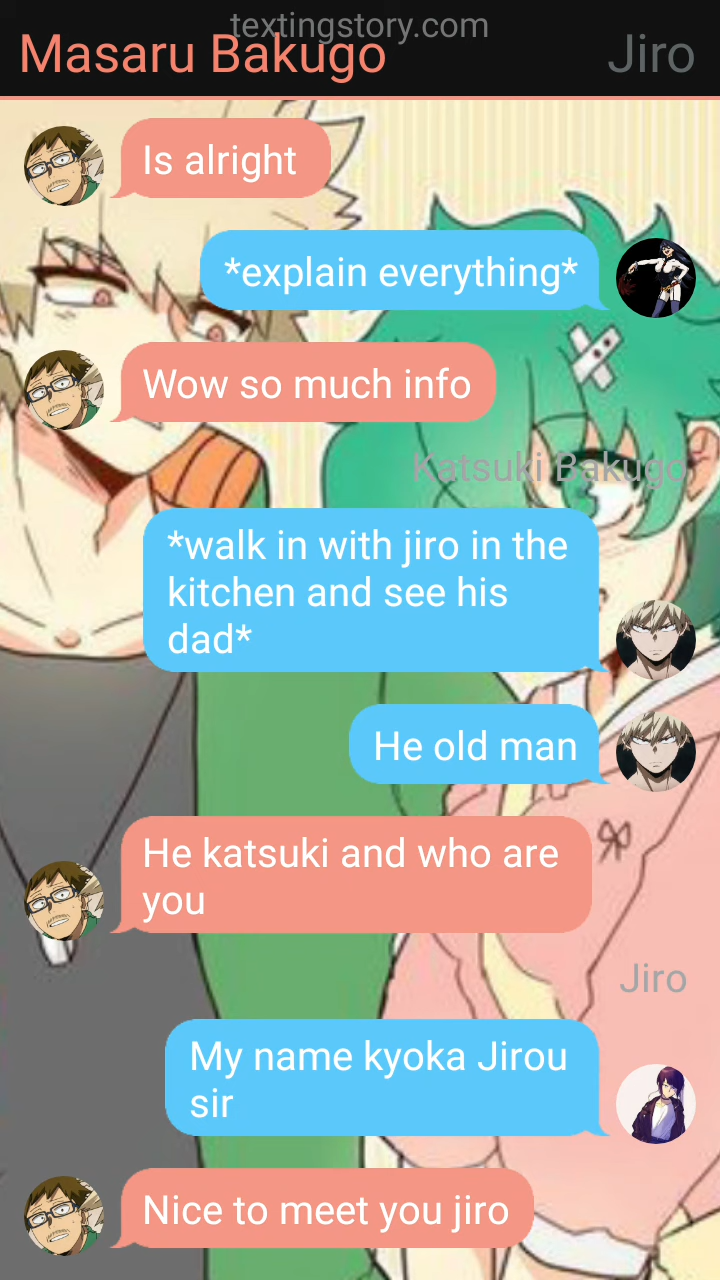 textingstory.com
Masaru Bakugo
Jiro
Is alright
*explain everything*
Wow so much info
Katsuki Bakugo
*walk in with jiro in the
kitchen and see his
dad*
He old man
He katsuki and who are
you
Jiro
My name kyoka Jirou
sir
Nice to meet you jiro